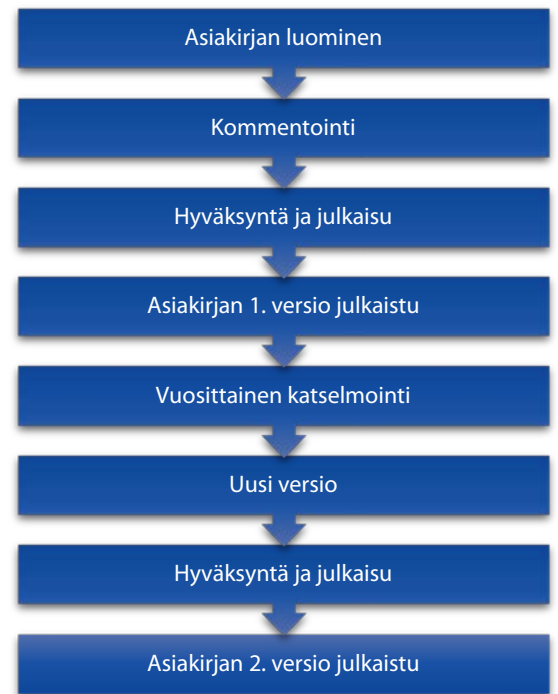 Asiakirjan luominen
Kommentointi
Hyväksyntä ja julkaisu
Asiakirjan 1. versio julkaistu
Vuosittainen katselmointi
Uusi versio
Hyväksyntä ja julkaisu
Asiakirjan 2. versio julkaistu